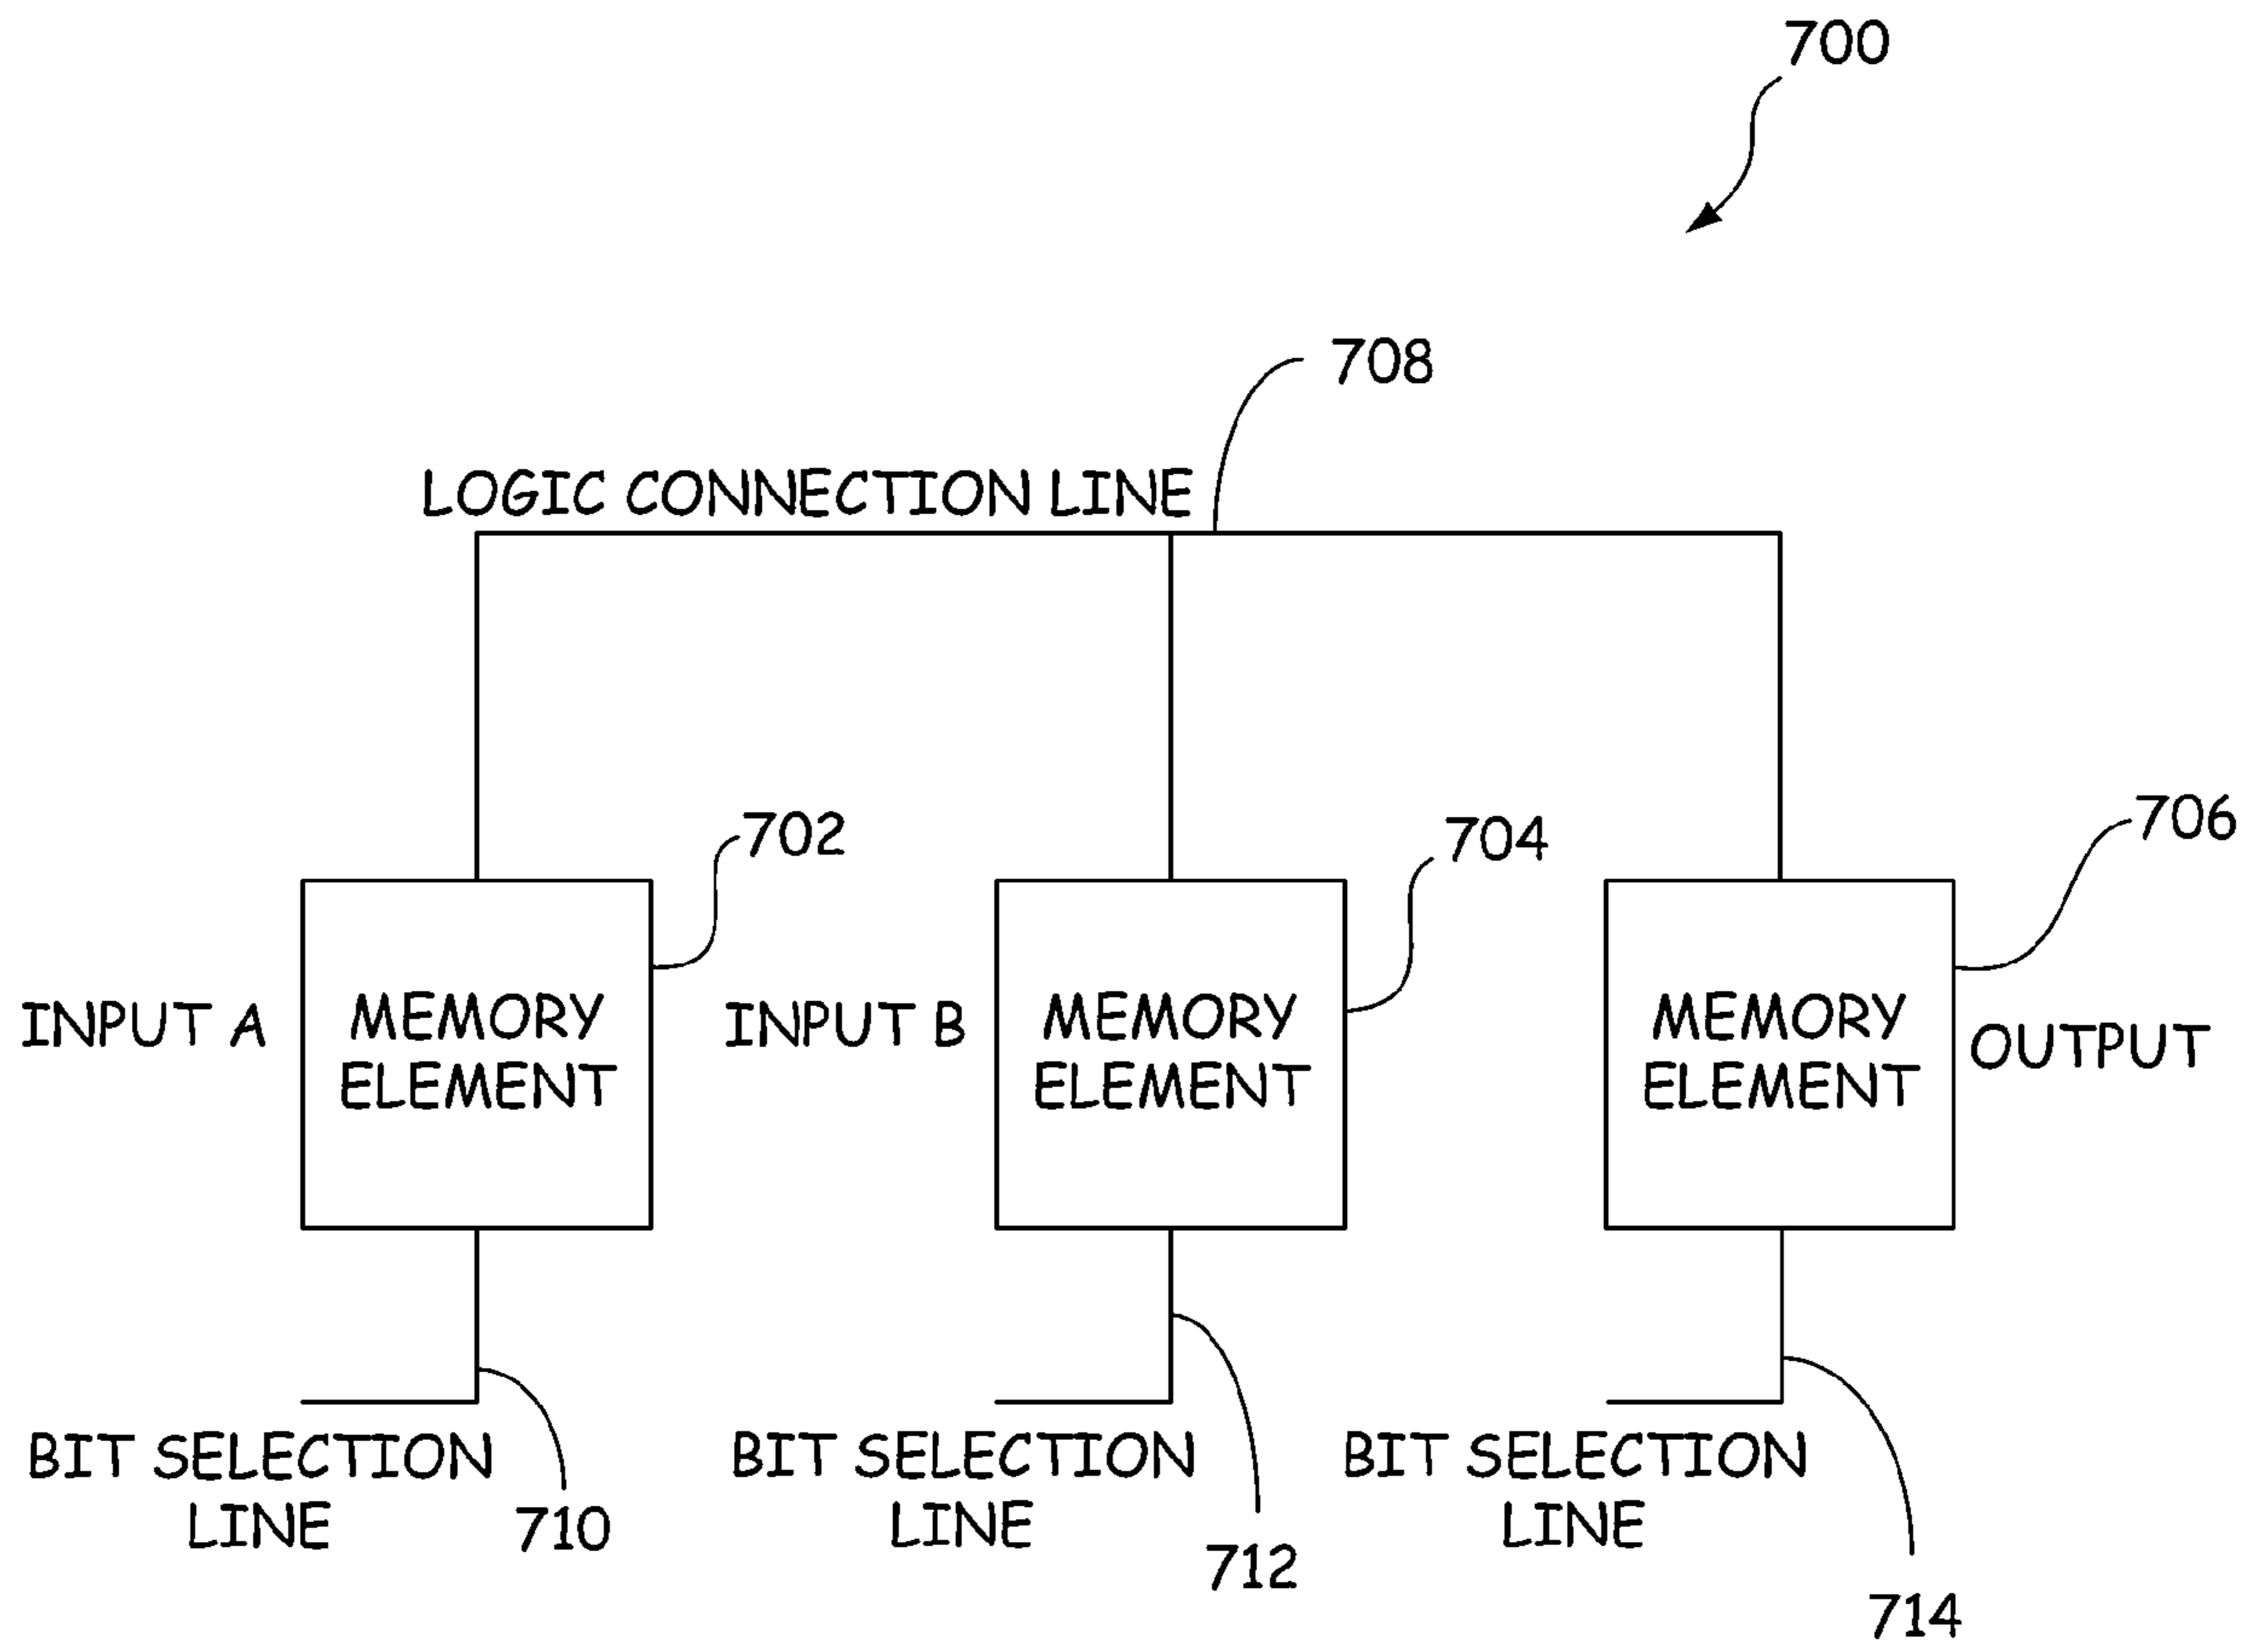 700
708
LOGIC CONNECTION LINE
702
704
706
INPUT A
MEMORY
ELEMENT
INPUT B
MEMORY
ELEMENT
MEMORY
ELEMENT
OUTPUT
BIT SELECTION
LINE
710
BIT SELECTION
LINE
712
BIT SELECTION
LINE
714